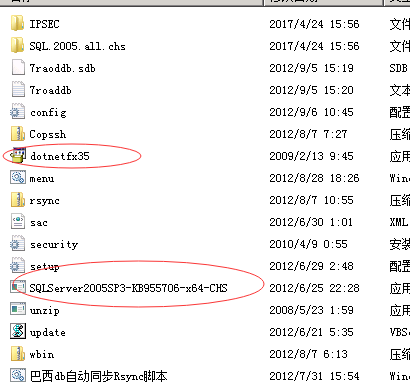 IPSEC 2017/4/24 15:56 文件
SQL.2005.all.chs 2017/4/24 15:56 文件
7raoddb.sdb 2012/9/5 15:19 SDB
7roaddb 2012/9/5 15:20 文本
config 2012/9/6 10:45 配置
Copssh 2012/8/7 7:27 压缩
dotnetfx35 2009/2/13 9:45 应用
menu 2012/8/28 18:26 Wind
rsync 2012/8/7 10:55 压缩
sac 2012/6/30 1:01 XML
security 2010/4/9 0:55 安装
setup 2012/6/29 2:48 配置
SQLServer2005SP3-KB955706-x64-CHS 2012/6/25 22:28 应用
unzip 2008/5/23 1:59 应用
update 2012/6/21 5:35 VBS
wbin 2012/8/7 6:13 压缩
巴西db自动同步Rsync脚本 2012/7/31 15:54 Wind